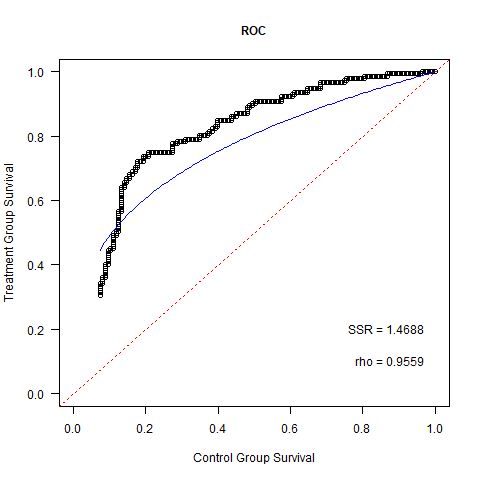 ROC
Treatment Group Survival
1.0
0.8
0.6
0.4
0.2
0.0
SSR = 1.4688
rho = 0.9559
0.0 0.2 0.4 0.6 0.8 1.0
Control Group Survival